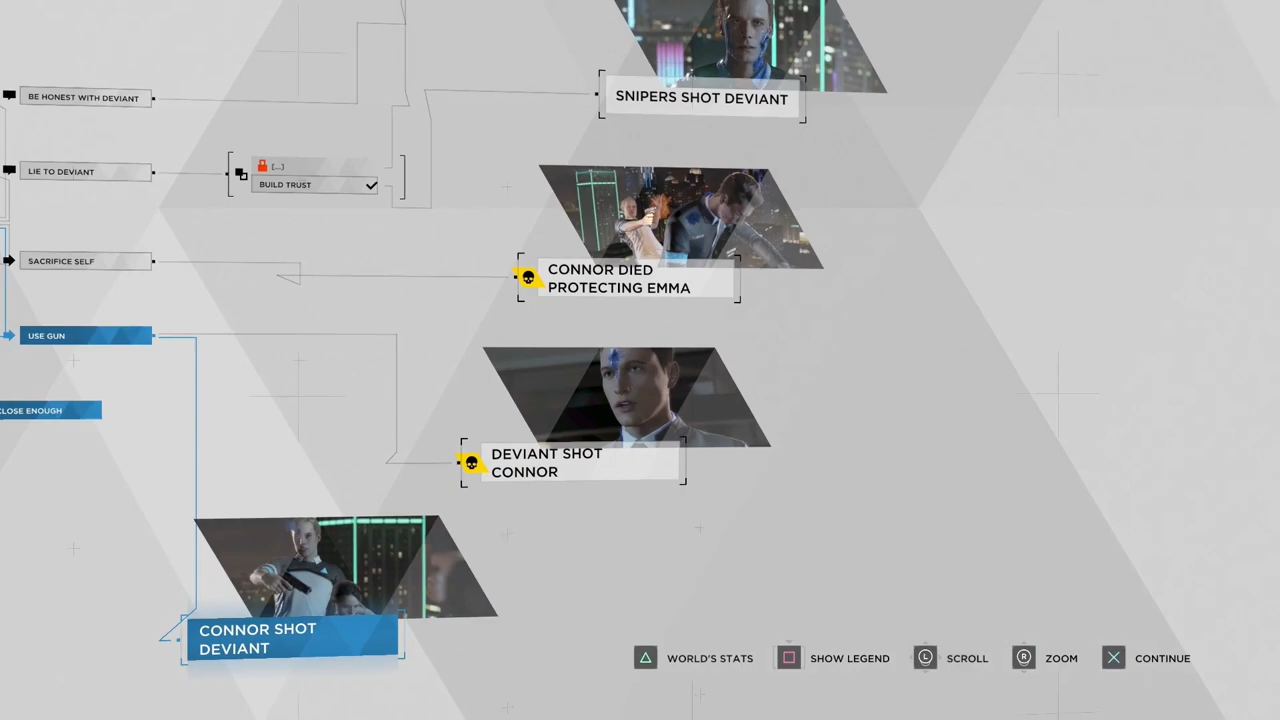 SNIPERS SHOT DEVIANT
BE HONEST WITH DEVIANT
LIE TO DEVIANT
[...]
BUILD TRUST
SACRIFICE SELF
CONNOR DIED
PROTECTING EMMA
USE GUN
CLOSE ENOUGH
DEVIANT SHOT
CONNOR
CONNOR SHOT
DEVIANT
WORLD'S STATS
SHOW LEGEND
L
SCROLL
R
ZOOM
CONTINUE